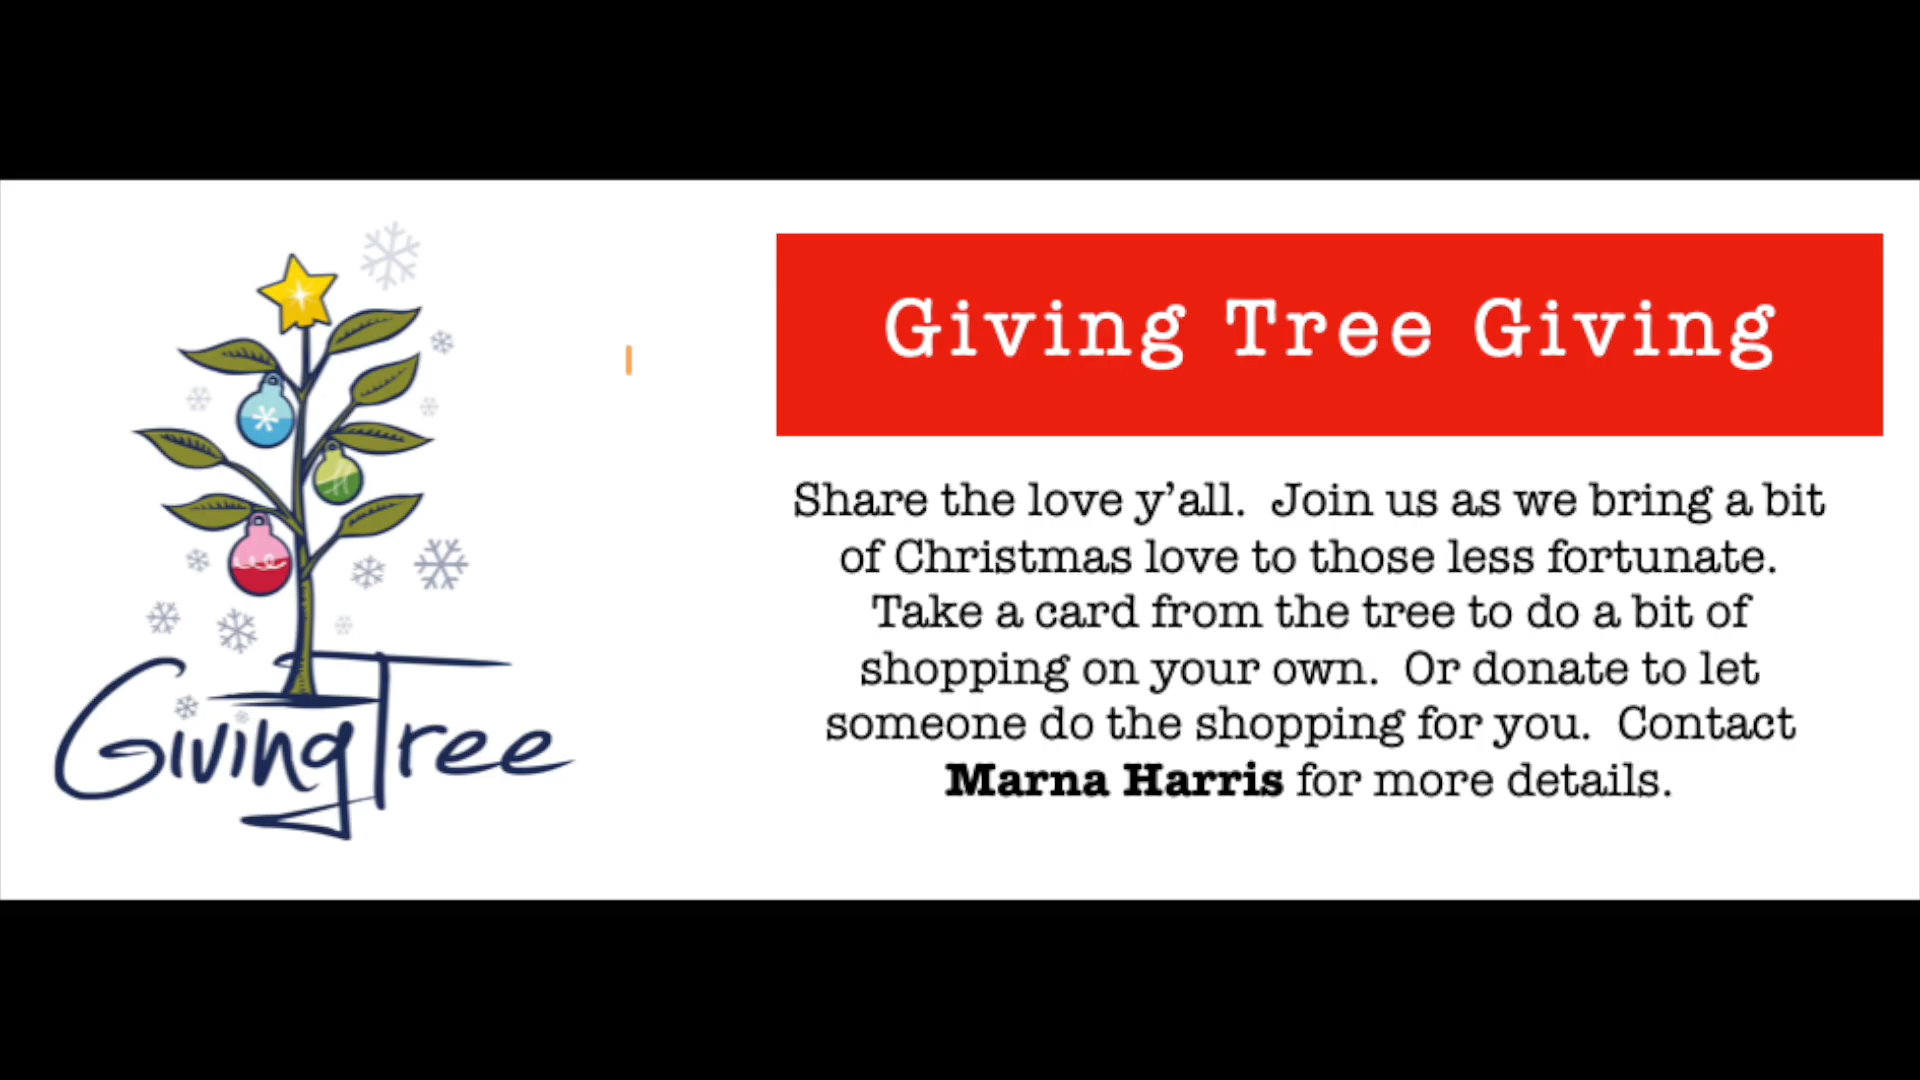 Giving Tree
Giving Tree Giving
Share the love y’all.  Join us as we bring a bit
of Christmas love to those less fortunate.
Take a card from the tree to do a bit of
shopping on your own.  Or donate to let
someone do the shopping for you.  Contact
Marna Harris for more details.